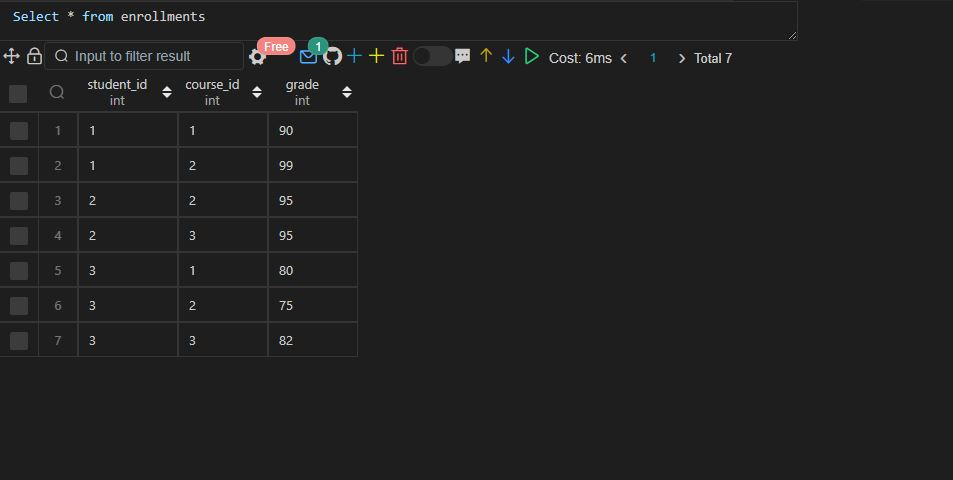 Select * from enrollments
Input to filter result Free 1 Cost: 6ms 1 Total 7
student_id course_id grade
int int int
1 1 1 90
2 1 2 99
3 2 2 95
4 2 3 95
5 3 1 80
6 3 2 75
7 3 3 82